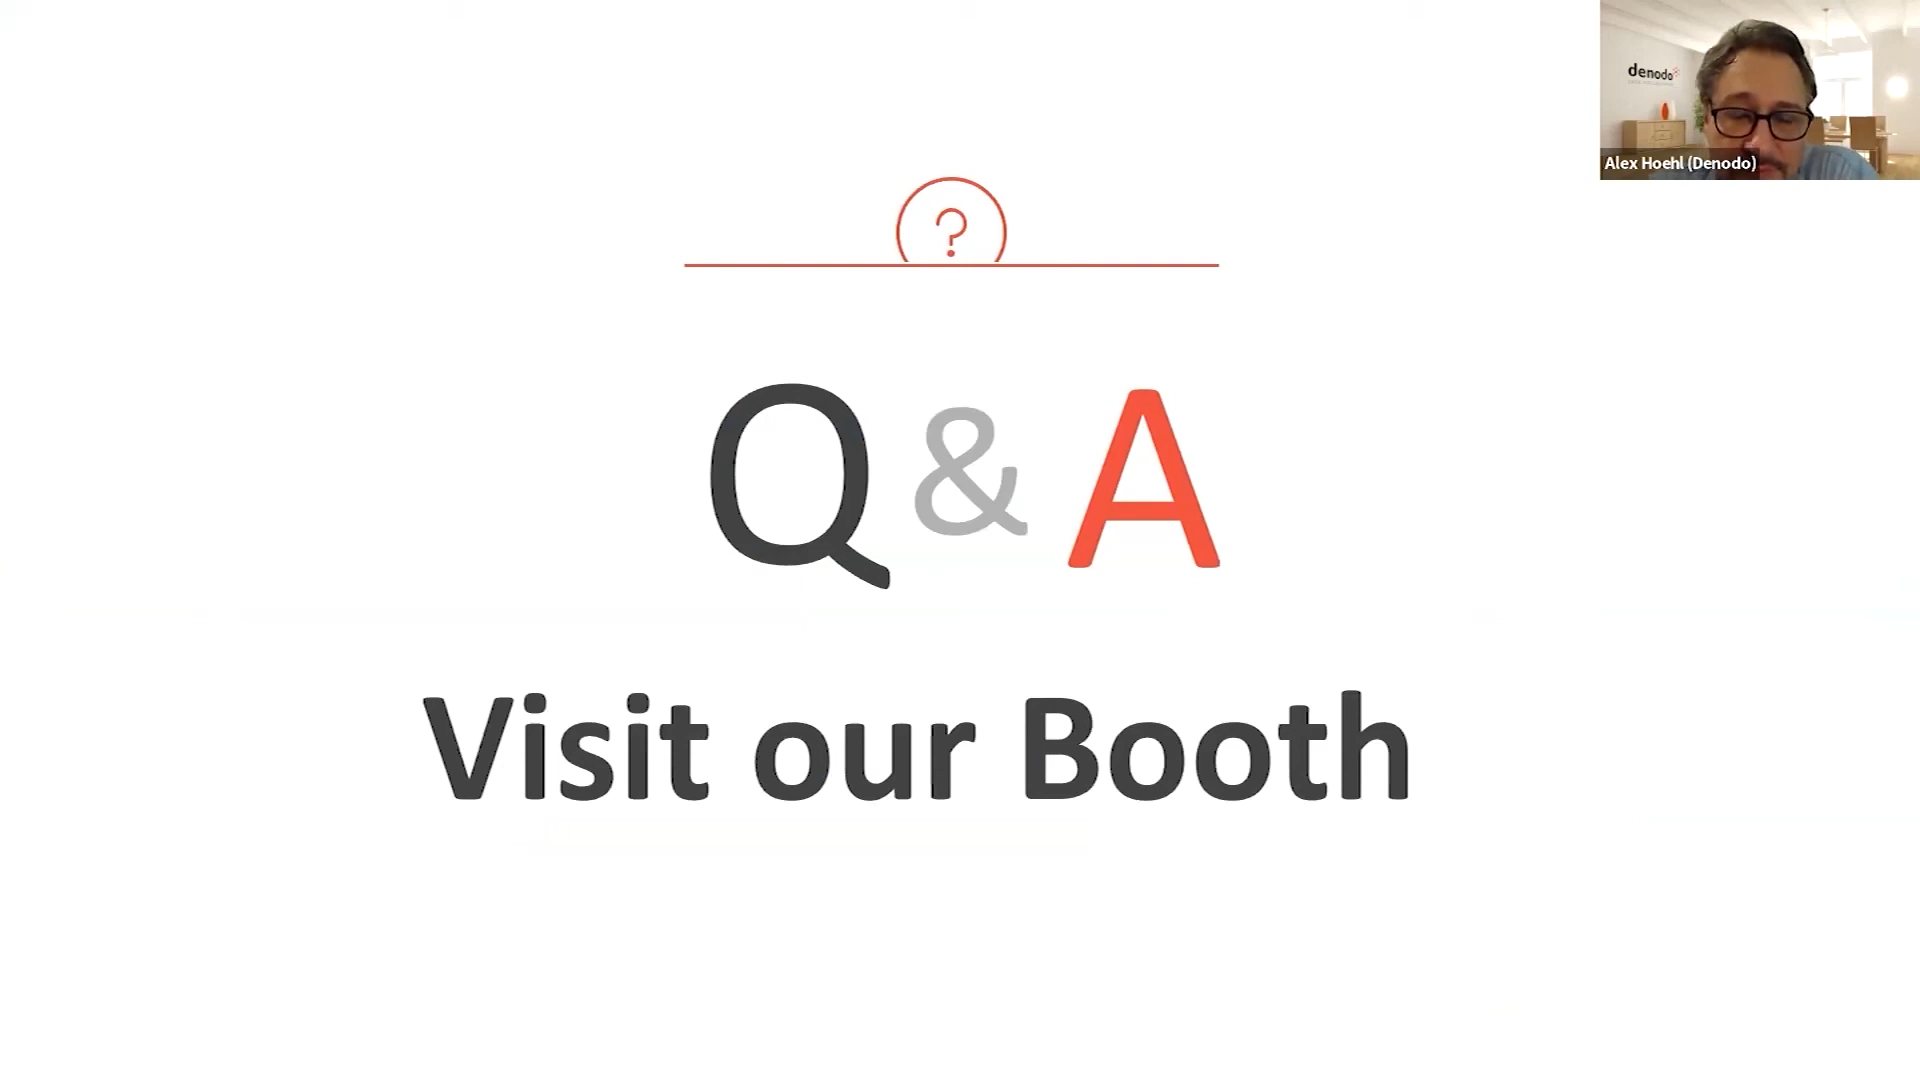 denodo
Alex Hoehl (Denodo)
?
Q & A
Visit our Booth